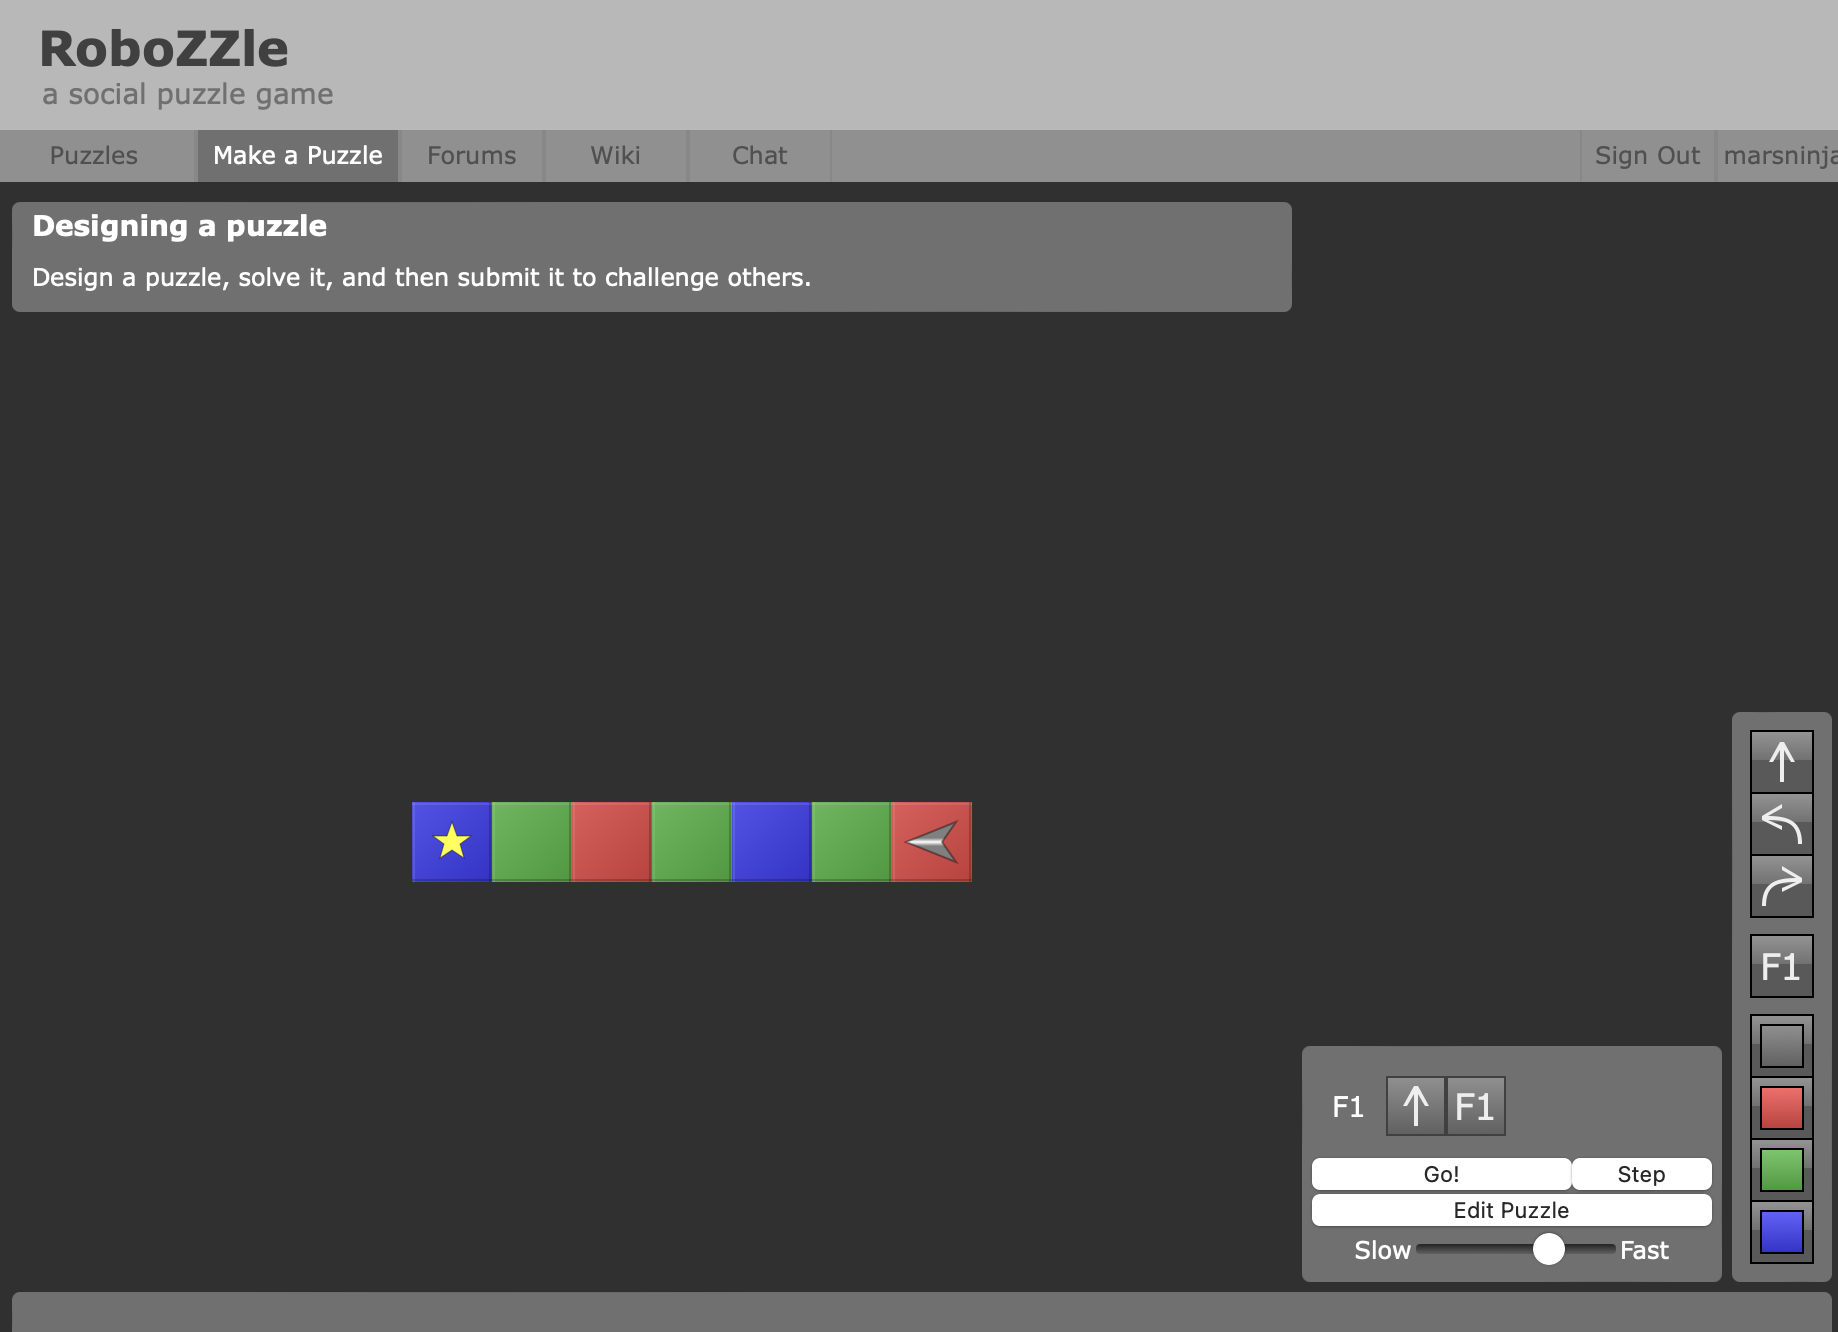 RoboZZle
a social puzzle game
Puzzles
Make a Puzzle
Forums
Wiki
Chat
Sign Out
marsninja
Designing a puzzle
Design a puzzle, solve it, and then submit it to challenge others.
F1
F1
F1
Go!
Step
Edit Puzzle
Slow
Fast